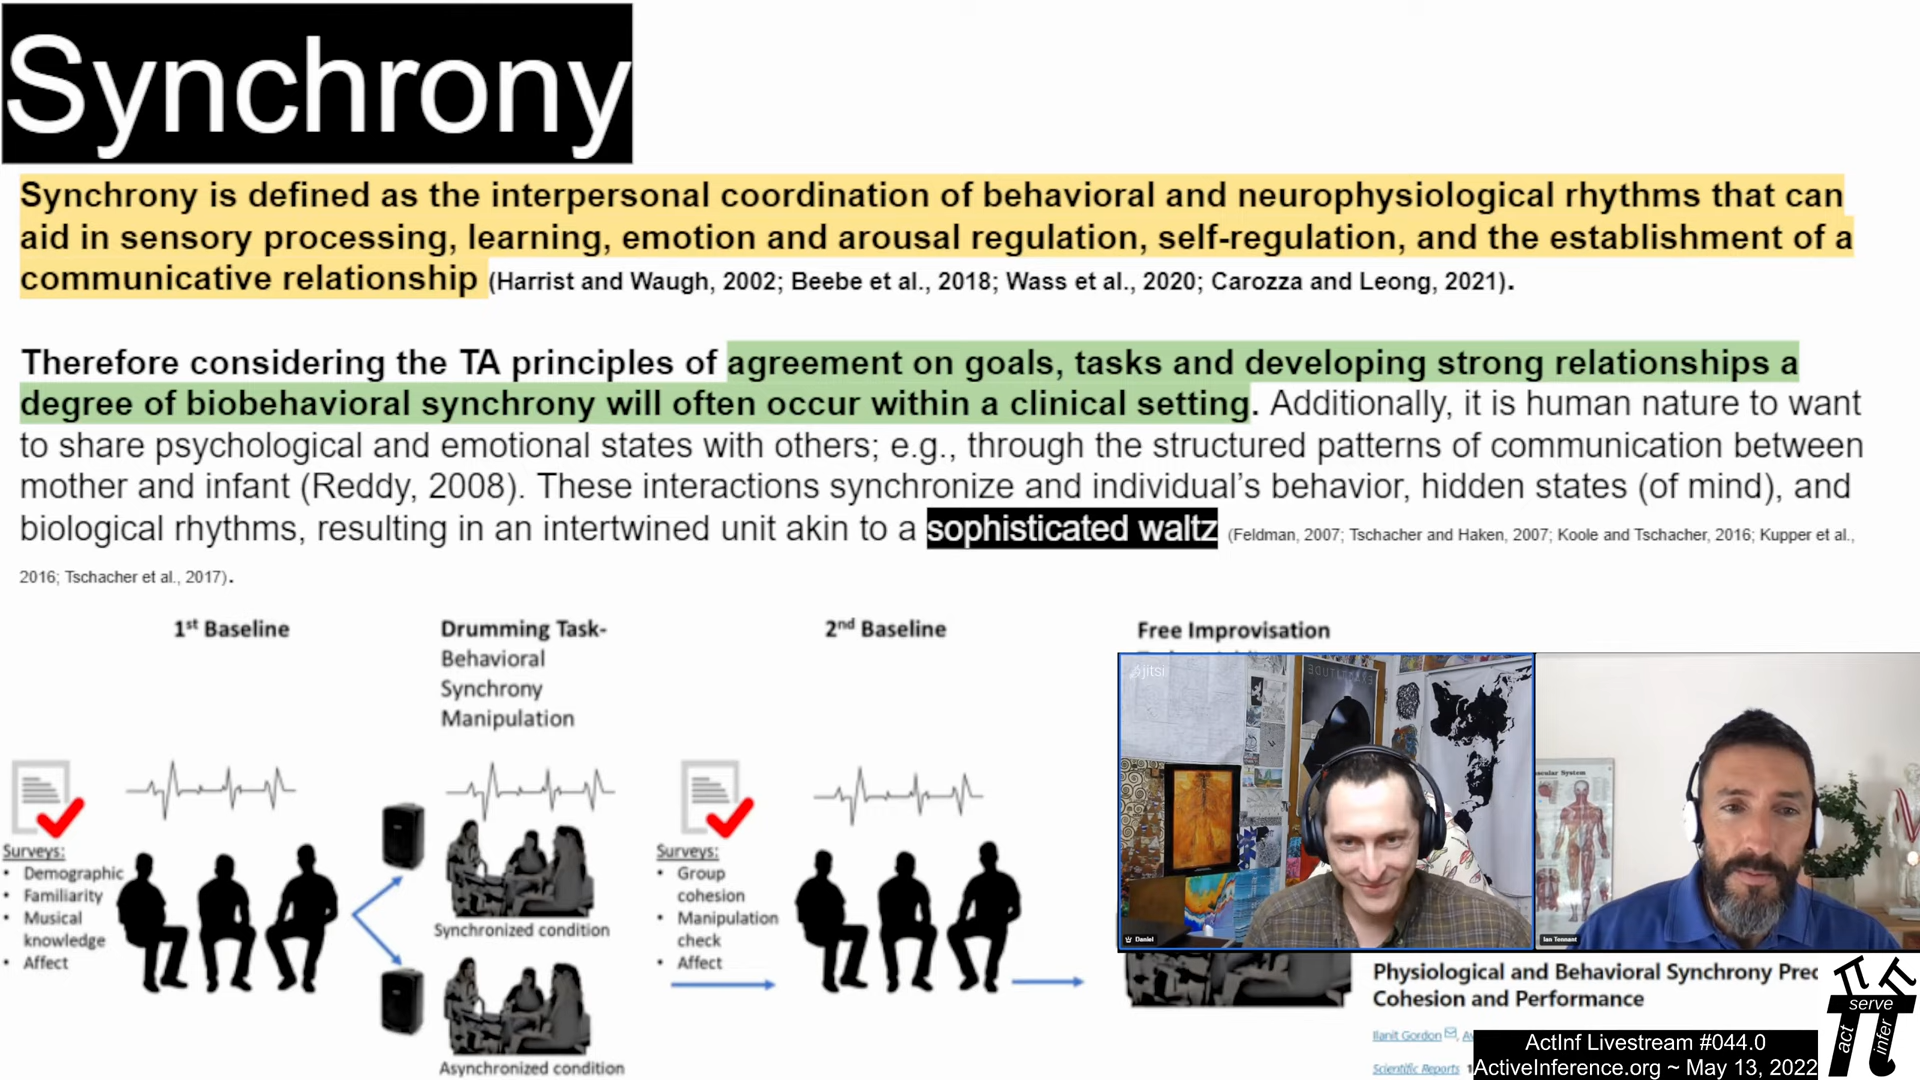 Synchrony
Synchrony is defined as the interpersonal coordination of behavioral and neurophysiological rhythms that can
aid in sensory processing, learning, emotion and arousal regulation, self-regulation, and the establishment of a
communicative relationship (Harrist and Waugh, 2002; Beebe et al., 2018; Wass et al., 2020; Carozza and Leong, 2021).
Therefore considering the TA principles of agreement on goals, tasks and developing strong relationships a
degree of biobehavioral synchrony will often occur within a clinical setting. Additionally, it is human nature to want
to share psychological and emotional states with others; e.g., through the structured patterns of communication between
mother and infant (Reddy, 2008). These interactions synchronize and individual's behavior, hidden states (of mind), and
biological rhythms, resulting in an intertwined unit akin to a sophisticated waltz (Feldman, 2007; Tschacher and Haken, 2007; Koole and Tschacher, 2016; Kupper et al.,
2016; Tschacher et al., 2017).
1st Baseline
Drumming Task-
Behavioral
Synchrony
Manipulation
2nd Baseline
Free Improvisation
Surveys:
• Demographic
• Familiarity
• Musical
knowledge
• Affect
Synchronized condition
Asynchronized condition
Surveys:
• Group
cohesion
• Manipulation
check
• Affect
jitsi
Daniel
Ian Tennant
Physiological and Behavioral Synchrony Pred
Cohesion and Performance
Ilanit Gordon
Scientific Reports
ActInf Livestream #044.0
ActiveInference.org ~ May 13, 2022
serve
act
infer